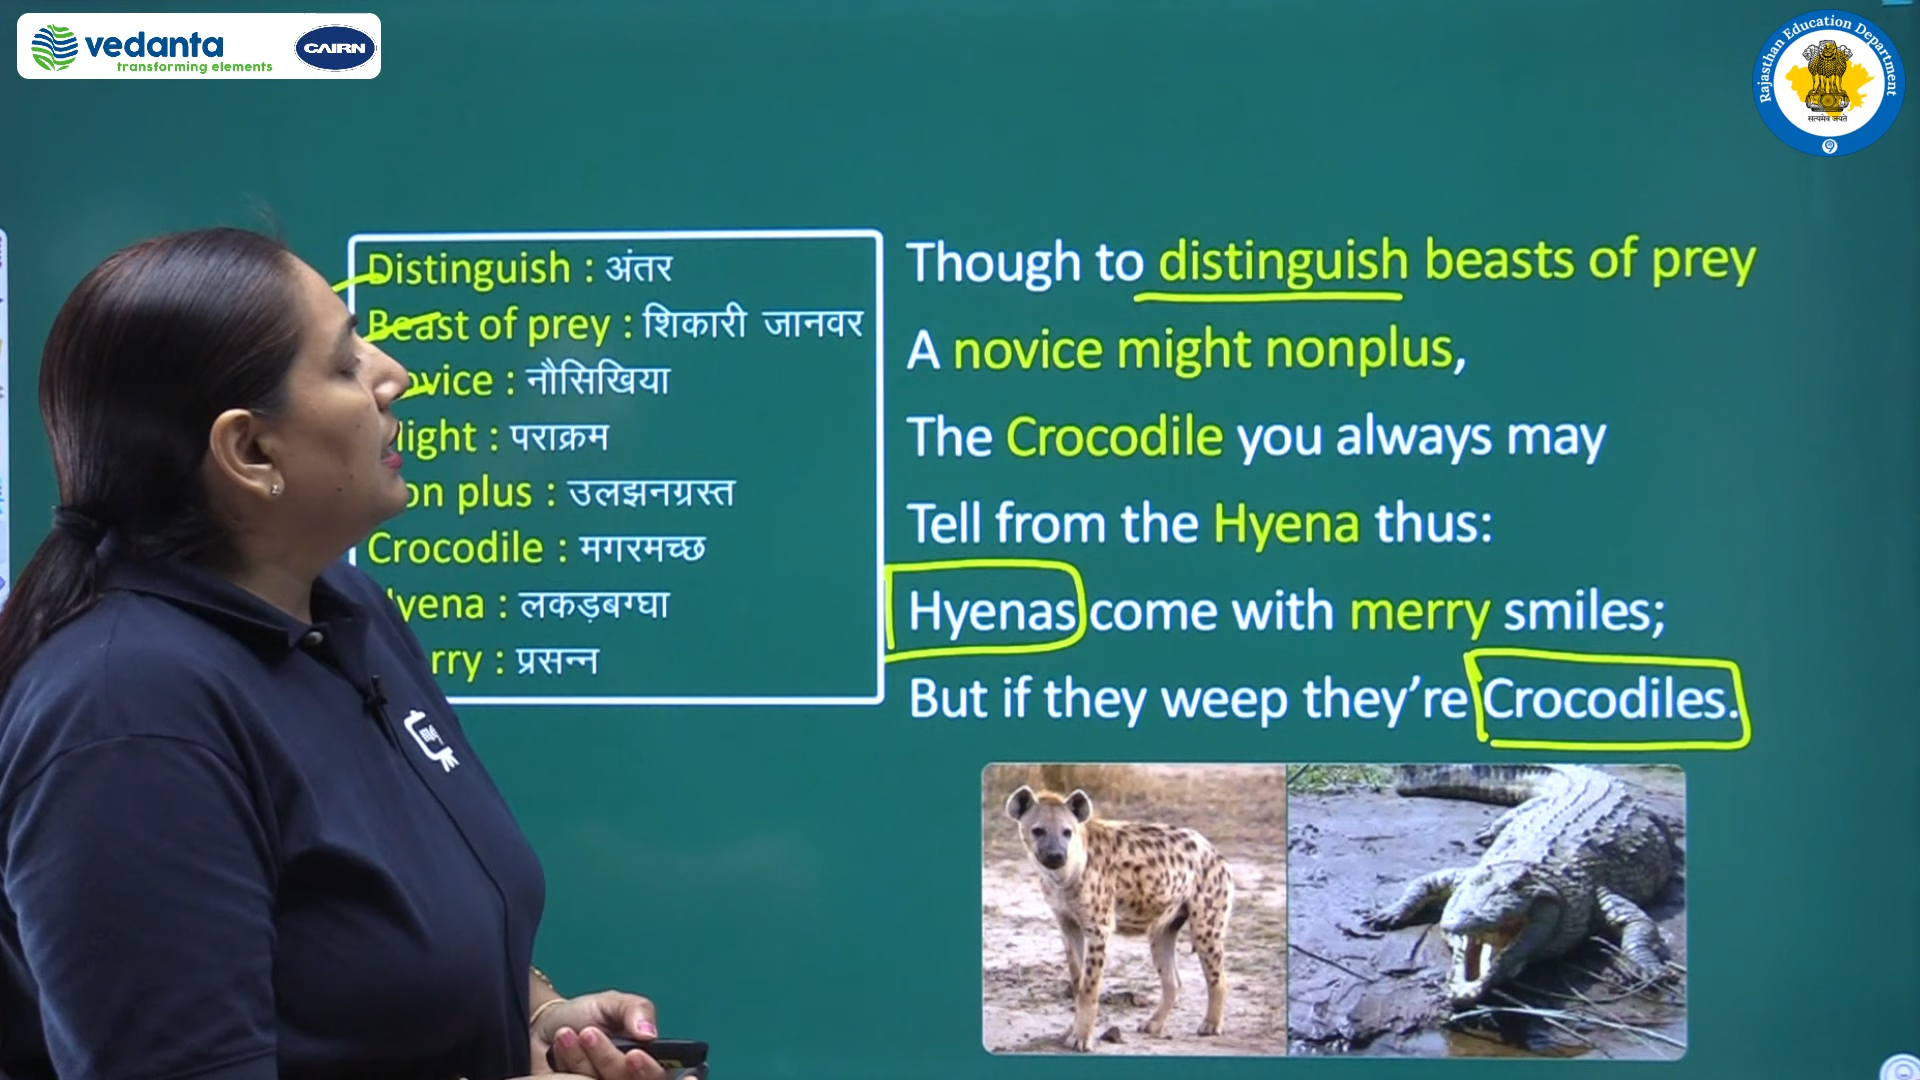 vedanta
transforming elements
CAIRN
Rajasthan Education Department
सत्यमेव जयते
Distinguish : अंतर
Beast of prey : शिकारी जानवर
ovice : नौसिखिया
ight : पराक्रम
on plus : उलझनग्रस्त
Crocodile : मगरमच्छ
yena : लकड़बग्घा
rry : प्रसन्न
Though to distinguish beasts of prey
A novice might nonplus,
The Crocodile you always may
Tell from the Hyena thus:
Hyenas come with merry smiles;
But if they weep they’re Crocodiles.